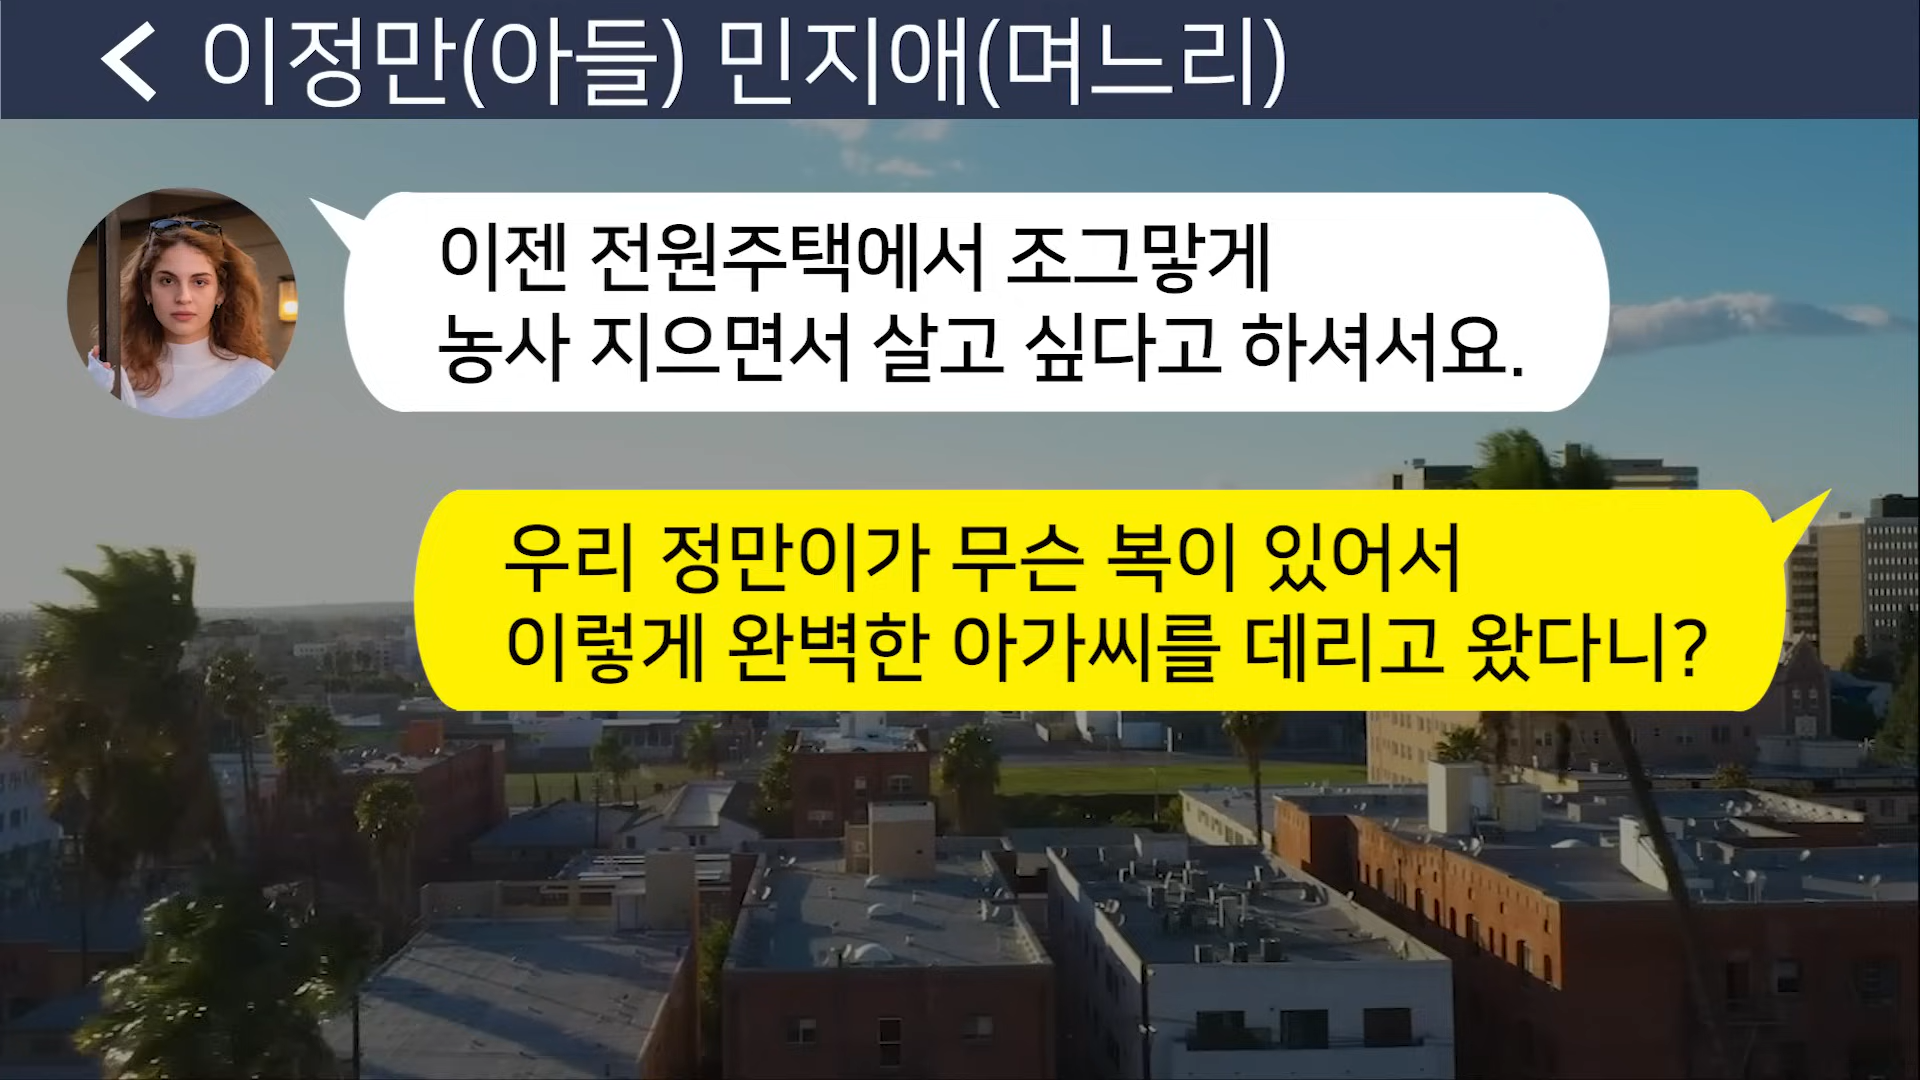 이정만(아들) 민지애(며느리)
이젠 전원주택에서 조그맣게
농사 지으면서 살고 싶다고 하셔서요.
우리 정만이가 무슨 복이 있어서
이렇게 완벽한 아가씨를 데리고 왔다니?